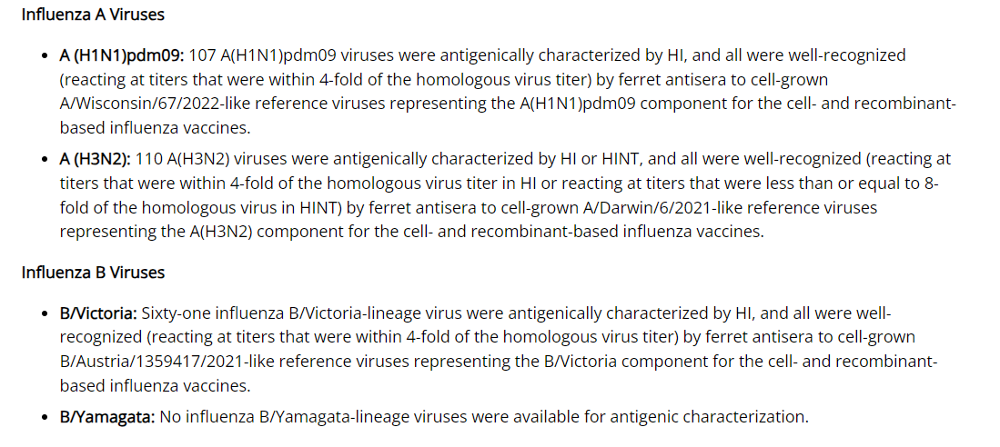 Influenza A Viruses
• A (H1N1)pdm09: 107 A(H1N1)pdm09 viruses were antigenically characterized by HI, and all were well-recognized
(reacting at titers that were within 4-fold of the homologous virus titer) by ferret antisera to cell-grown
A/Wisconsin/67/2022-like reference viruses representing the A(H1N1)pdm09 component for the cell- and recombinant-
based influenza vaccines.
• A (H3N2): 110 A(H3N2) viruses were antigenically characterized by HI or HINT, and all were well-recognized (reacting at
titers that were within 4-fold of the homologous virus titer in HI or reacting at titers that were less than or equal to 8-
fold of the homologous virus in HINT) by ferret antisera to cell-grown A/Darwin/6/2021-like reference viruses
representing the A(H3N2) component for the cell- and recombinant-based influenza vaccines.
Influenza B Viruses
• B/Victoria: Sixty-one influenza B/Victoria-lineage virus were antigenically characterized by HI, and all were well-
recognized (reacting at titers that were within 4-fold of the homologous virus titer) by ferret antisera to cell-grown
B/Austria/1359417/2021-like reference viruses representing the B/Victoria component for the cell- and recombinant-
based influenza vaccines.
• B/Yamagata: No influenza B/Yamagata-lineage viruses were available for antigenic characterization.